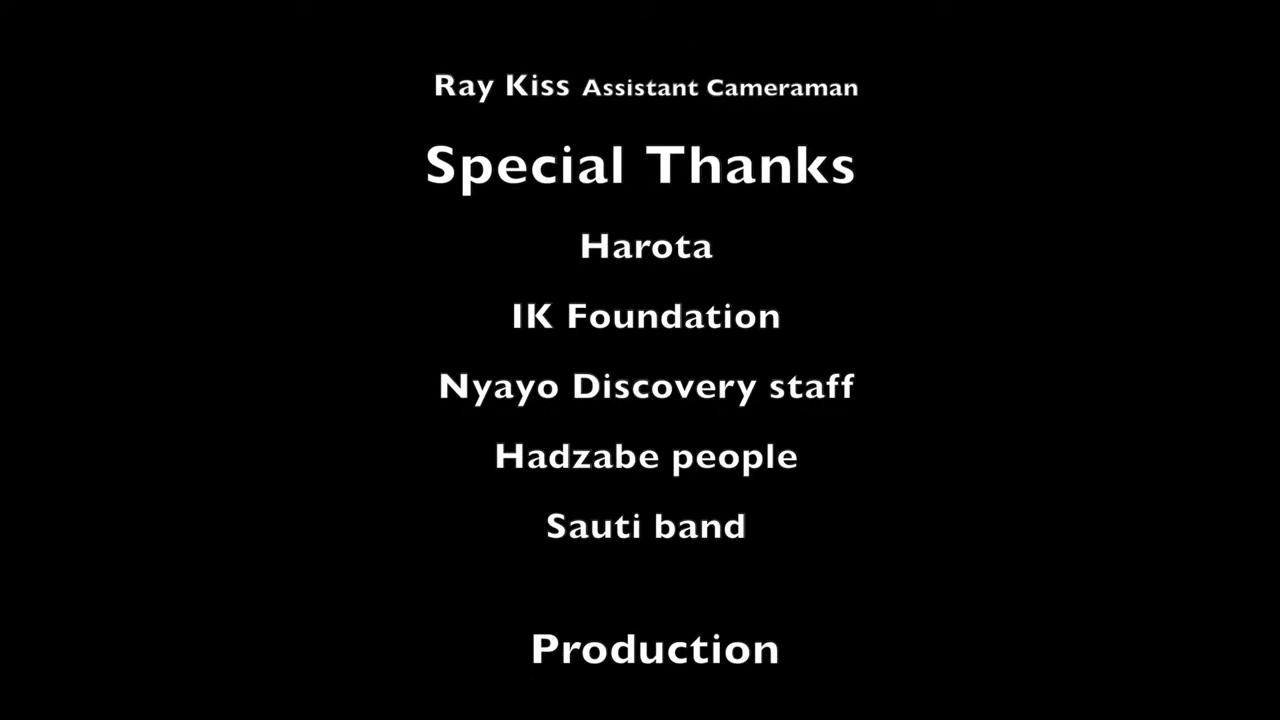 Ray Kiss Assistant Cameraman
Special Thanks
Harota
IK Foundation
Nyayo Discovery staff
Hadzabe people
Sauti band
Production